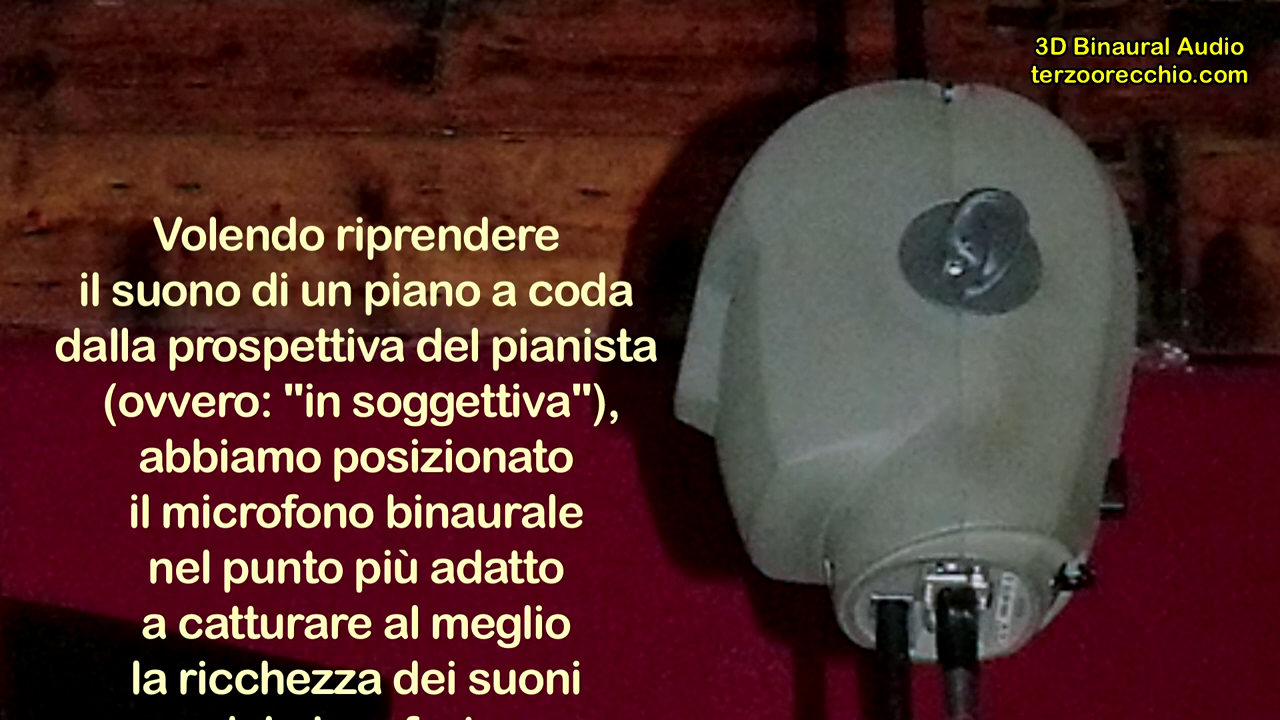 3D Binaural Audio
terzoorecchio.com
Volendo riprendere
il suono di un piano a coda
dalla prospettiva del pianista
(ovvero: "in soggettiva"),
abbiamo posizionato
il microfono binaurale
nel punto più adatto
a catturare al meglio
la ricchezza dei suoni